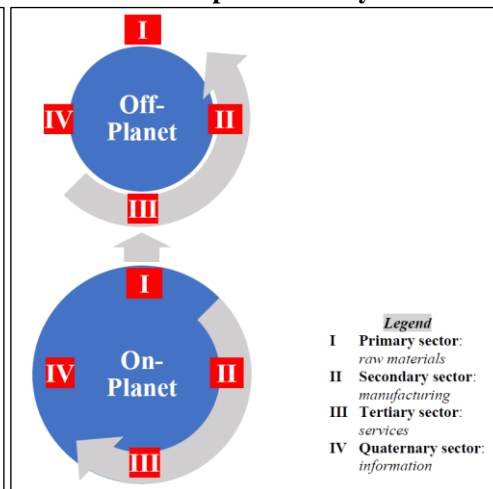 I
Off-
Planet
IV
II
III
I
On-
Planet
IV
II
III
Legend
I Primary sector:
raw materials
II Secondary sector:
manufacturing
III Tertiary sector:
services
IV Quaternary sector:
information